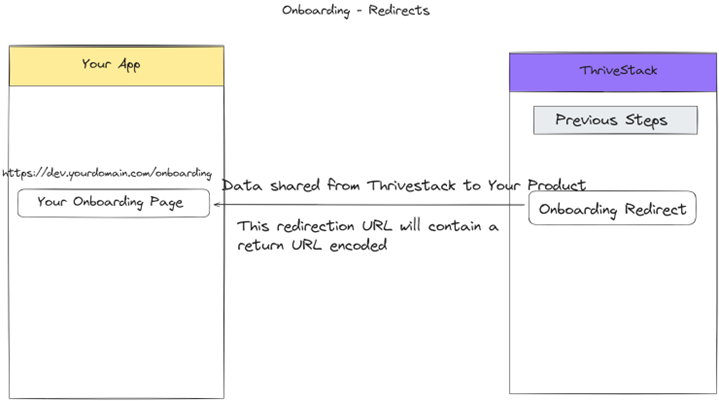 Onboarding - Redirects
Your App
ThriveStack
Previous Steps
https://dev.yourdomain.com/onboarding
Data shared from Thrivestack to Your Product
Your Onboarding Page
Onboarding Redirect
This redirection URL will contain a
return URL encoded